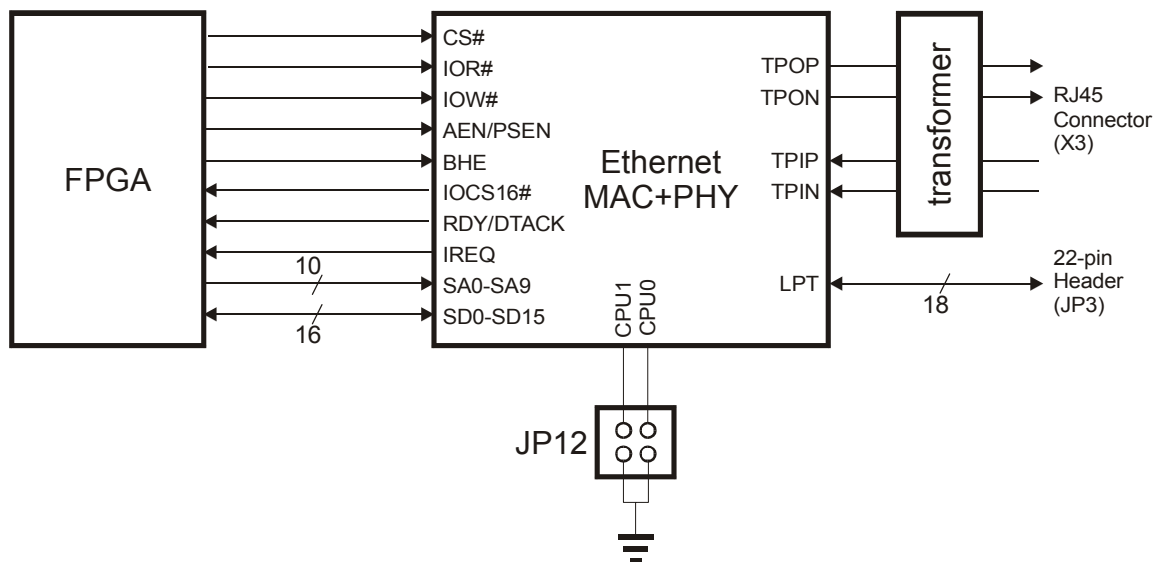 FPGA
CS#
IOR#
IOW#
AEN/PSEN
BHE
IOCS16#
RDY/DTACK
IREQ
10
SA0-SA9
SD0-SD15
16
Ethernet
MAC+PHY
TPOP
TPON
TPIP
TPIN
LPT
CPU1
CPU0
transformer
RJ45
Connector
(X3)
22-pin
Header
(JP3)
18
JP12